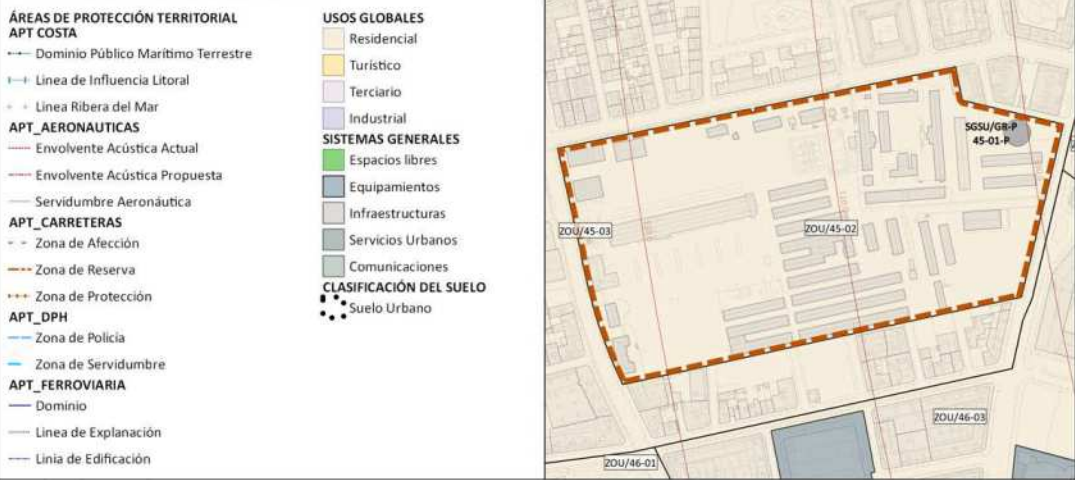 ÁREAS DE PROTECCIÓN TERRITORIAL
APT COSTA
Dominio Público Marítimo Terrestre
Linea de Influencia Litoral
Linea Ribera del Mar
APT_AERONAUTICAS
Envolvente Acústica Actual
Envolvente Acústica Propuesta
Servidumbre Aeronáutica
APT_CARRETERAS
Zona de Afección
Zona de Reserva
Zona de Protección
APT_DPH
Zona de Policía
Zona de Servidumbre
APT_FERROVIARIA
Dominio
Linea de Explanación
Linia de Edificación
USOS GLOBALES
Residencial
Turístico
Terciario
Industrial
SISTEMAS GENERALES
Espacios libres
Equipamientos
Infraestructuras
Servicios Urbanos
Comunicaciones
CLASIFICACIÓN DEL SUELO
Suelo Urbano
SGSU/GR-P
45-01-P
ZOU/45-03
ZOU/45-02
ZOU/46-03
ZOU/46-01